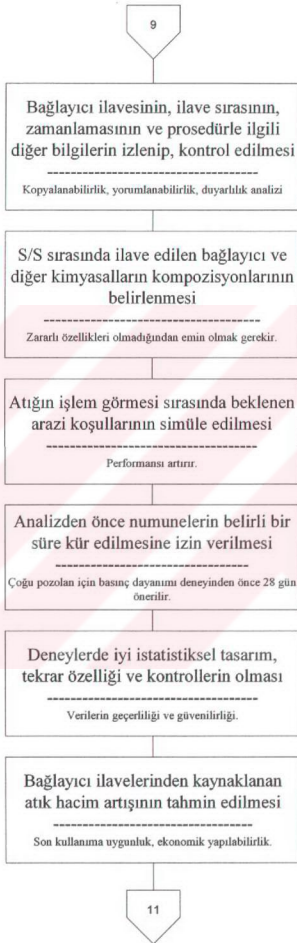 9
Bağlayıcı ilavesinin, ilave sırasının,
zamanlamasının ve prosedürle ilgili
diğer bilgilerin izlenip, kontrol edilmesi
------------------------------------
Kopyalanabilirlik, yorumlanabilirlik, duyarlılık analizi
S/S sırasında ilave edilen bağlayıcı ve
diğer kimyasalların kompozisyonlarının
belirlenmesi
------------------------------------
Zararlı özellikleri olmadığından emin olmak gerekir.
Atığın işlem görmesi sırasında beklenen
arazi koşullarının simüle edilmesi
------------------------------------
Performansı artırır.
Analizden önce numunelerin belirli bir
süre kür edilmesine izin verilmesi
---------------------------------
Çoğu pozolan için basınç dayanımı deneyinden önce 28 gün
önerilir.
Deneylerde iyi istatistiksel tasarım,
tekrar özelliği ve kontrollerin olması
-----------------------------------
Verilerin geçerliliği ve güvenilirliği.
Bağlayıcı ilavelerinden kaynaklanan
atık hacim artışının tahmin edilmesi
---------------------------------
Son kullanıma uygunluk, ekonomik yapılabilirlik.
11